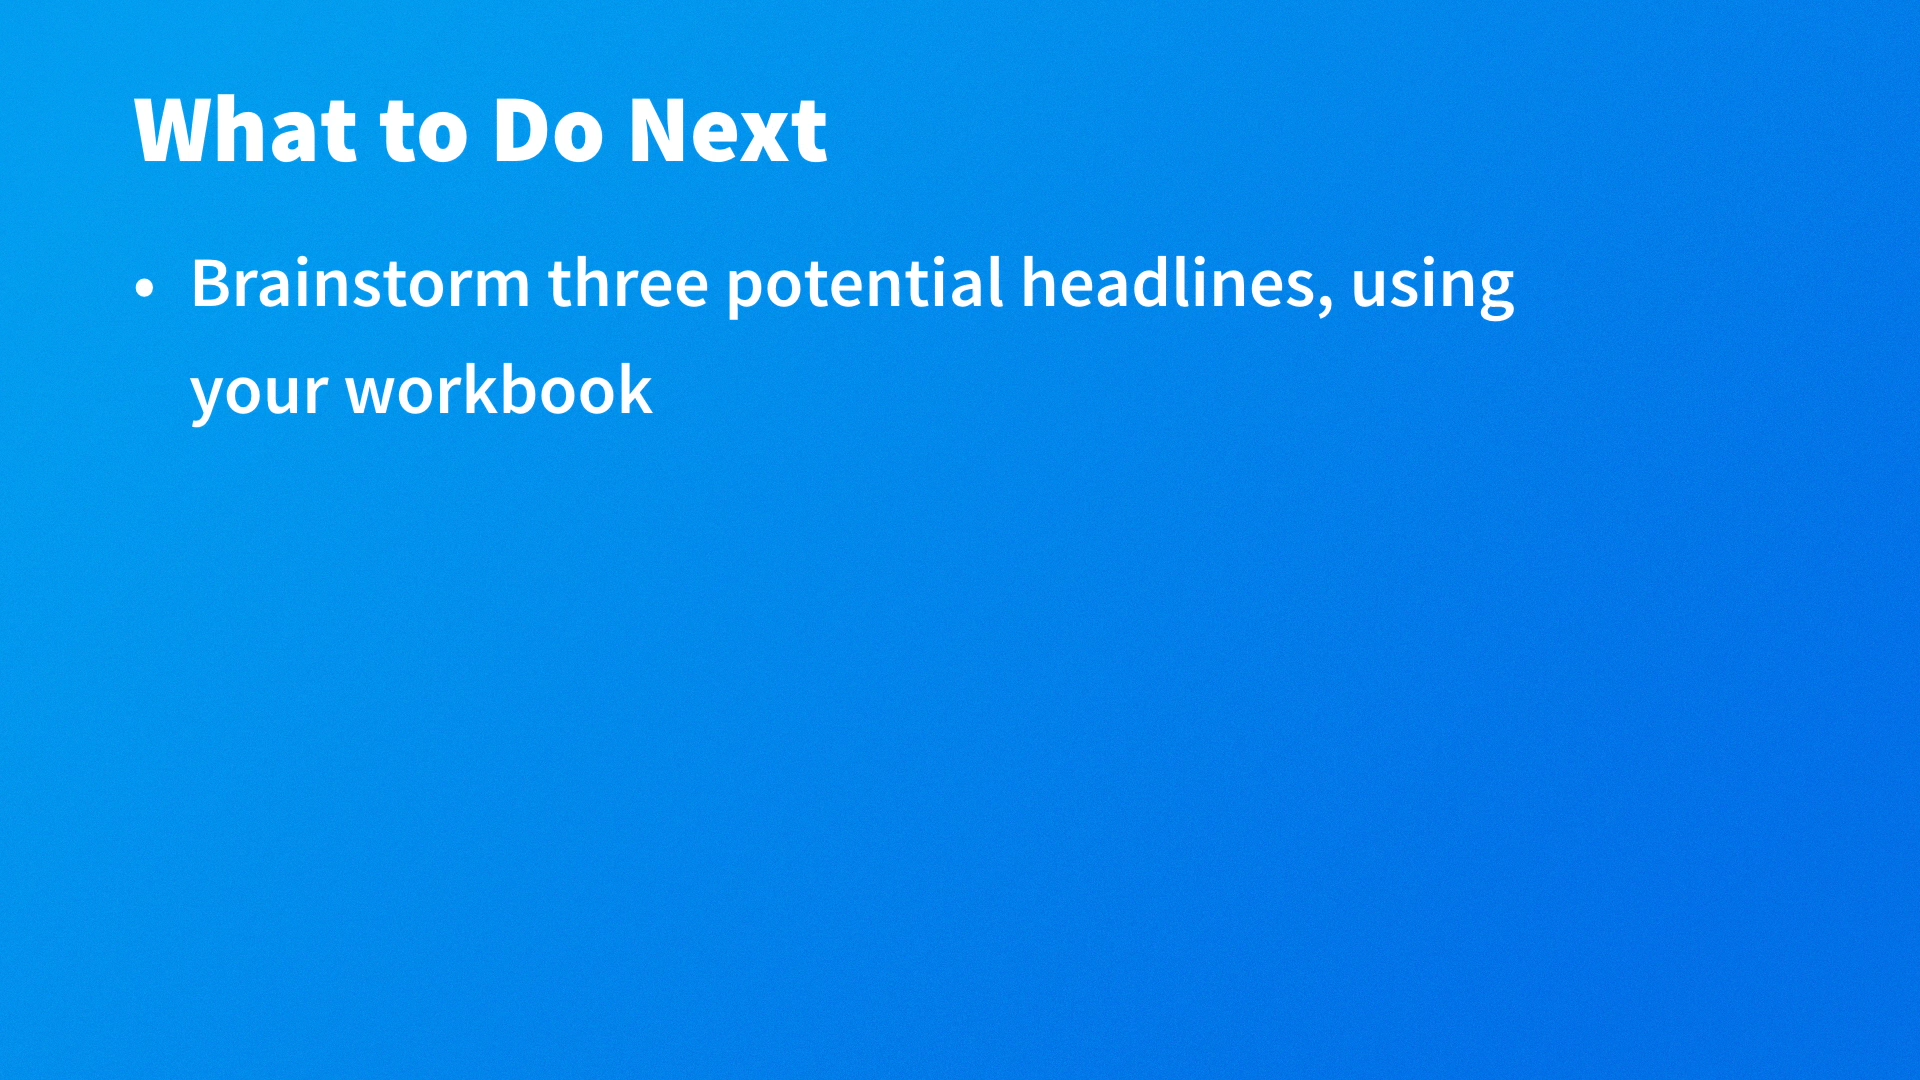 What to Do Next
• Brainstorm three potential headlines, using
your workbook